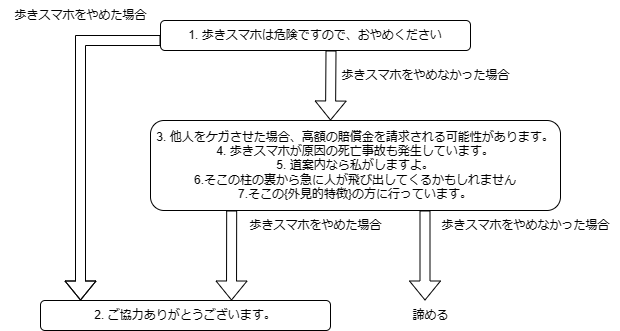 歩きスマホをやめた場合
1. 歩きスマホは危険ですので、おやめください
歩きスマホをやめなかった場合
3. 他人をケガさせた場合、高額の賠償金を請求される可能性があります。
4. 歩きスマホが原因の死亡事故も発生しています。
5. 道案内なら私がしますよ。
6.そこの柱の裏から急に人が飛び出してくるかもしれません
7.そこの{外見的特徴}の方に行っています。
歩きスマホをやめた場合
歩きスマホをやめなかった場合
2. ご協力ありがとうございます。
諦める